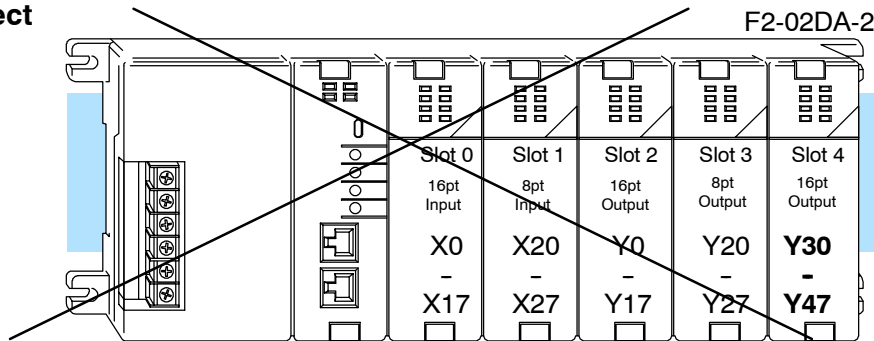 ect
F2-02DA-2
Slot 0 Slot 1 Slot 2 Slot 3 Slot 4
16pt 8pt 16pt 8pt 16pt
Input Input Output Output Output
X0 X20 Y0 Y20 Y30
- - - - -
X17 X27 Y17 Y27 Y47